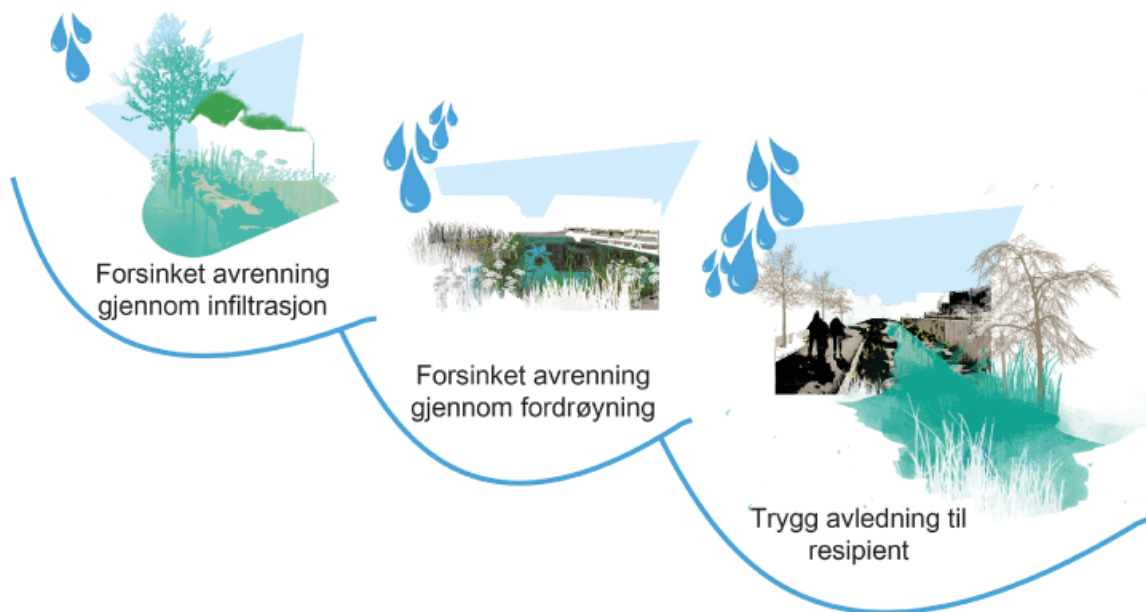 Forsinket avrenning
gjennom infiltrasjon
Forsinket avrenning
gjennom fordrøyning
Trygg avledning til
resipient